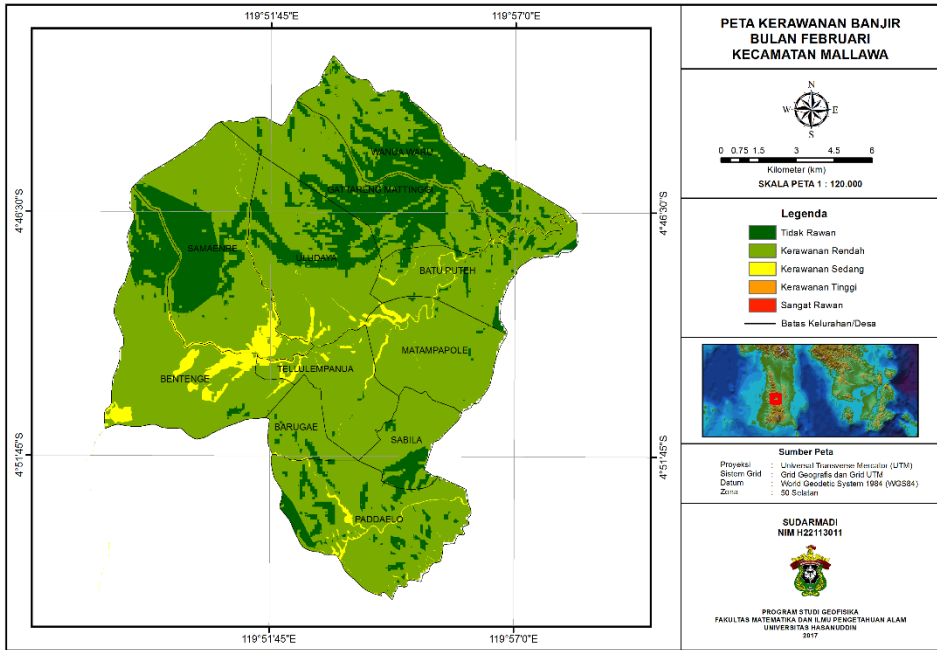 119°51'45"E
119°57'0"E
4°46'30"S
4°46'30"S
4°51'45"S
4°51'45"S
119°51'45"E
119°57'0"E
WANUA WARU
GATTARENG MATTINGGI
SAMAENRE
ULUDAYA
BATU PUTEH
MATAMPAPOLE
BENTENGE
TELLULEMPANUA
BARUGAE
SABILA
PADDAELO
PETA KERAWANAN BANJIR
BULAN FEBRUARI
KECAMATAN MALLAWA
N
W E
S
0 0.75 1.5 3 4.5 6
Kilometer (km)
SKALA PETA 1 : 120.000
Legenda
Tidak Rawan
Kerawanan Rendah
Kerawanan Sedang
Kerawanan Tinggi
Sangat Rawan
Batas Kelurahan/Desa
Sumber Peta
Proyeksi : Universal Transverse Mercator (UTM)
Sistem Grid : Grid Geografis dan Grid UTM
Datum : World Geodetic System 1984 (WGS84)
Zona : 50 Selatan
SUDARMADI
NIM H22113011
PROGRAM STUDI GEOFISIKA
FAKULTAS MATEMATIKA DAN ILMU PENGETAHUAN ALAM
UNIVERSITAS HASANUDDIN
2017